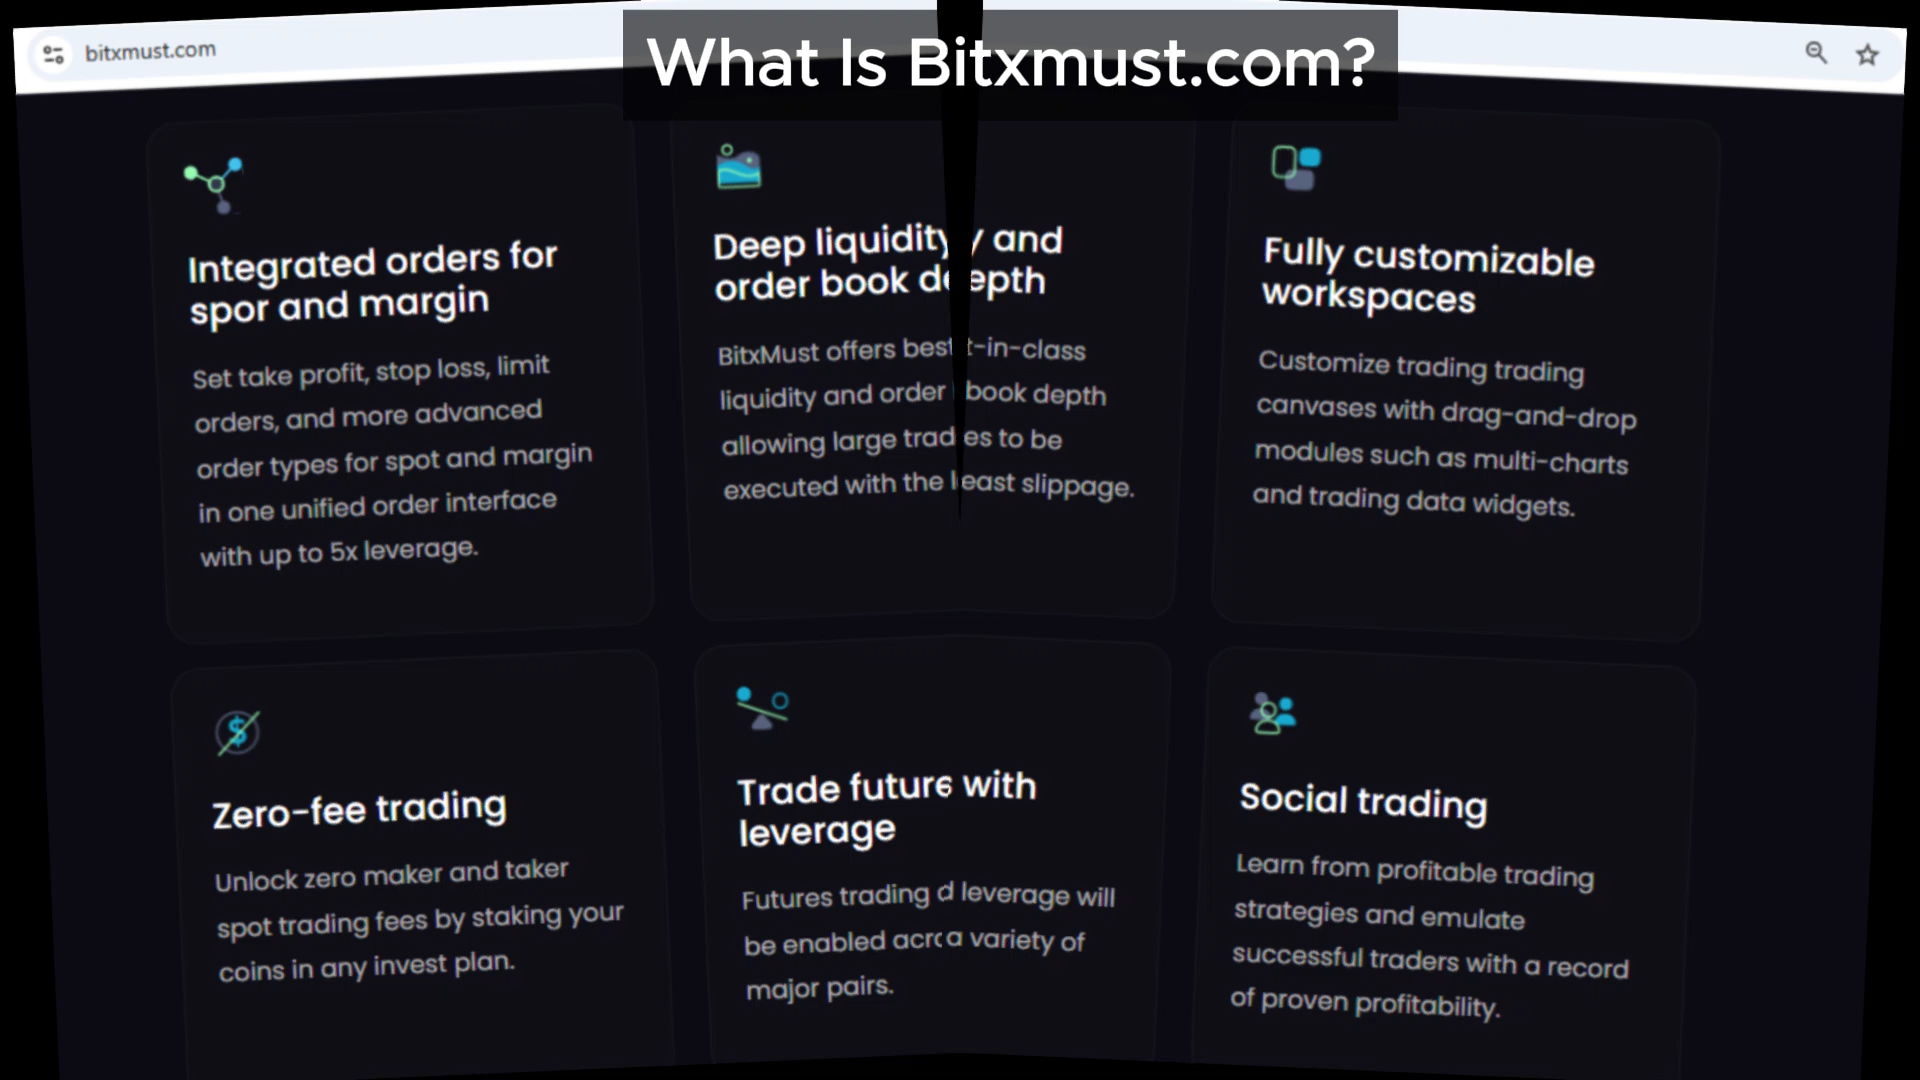 bitxmust.com
What Is Bitxmust.com?
Integrated orders for
spor and margin
Set take profit, stop loss, limit
orders, and more advanced
order types for spot and margin
in one unified order interface
with up to 5x leverage.
Deep liquidity y and
order book depth
BitxMust offers best t-in-class
liquidity and order book depth
allowing large trades to be
executed with the least slippage.
Fully customizable
workspaces
Customize trading trading
canvases with drag-and-drop
modules such as multi-charts
and trading data widgets.
Zero-fee trading
Unlock zero maker and taker
spot trading fees by staking your
coins in any invest plan.
Trade future with
leverage
Futures trading d leverage will
be enabled a variety of
major pairs.
Social trading
Learn from profitable trading
strategies and emulate
successful traders with a record
of proven profitability.